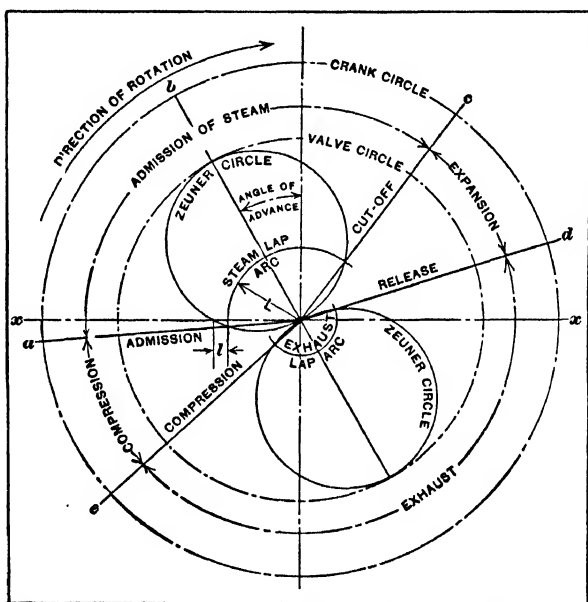 DIRECTION OF ROTATION
CRANK CIRCLE
b
c
ADMISSION OF STEAM
VALVE CIRCLE
ZEUNER CIRCLE
EXPANSION
CUT-OFF
ANGLE OF
ADVANCE
STEAM LAP
ARC
d
RELEASE
L
x
x
a
ADMISSION
l
EXHAUST
LAP ARC
COMPRESSION
COMPRESSION
ZEUNER CIRCLE
e
EXHAUST